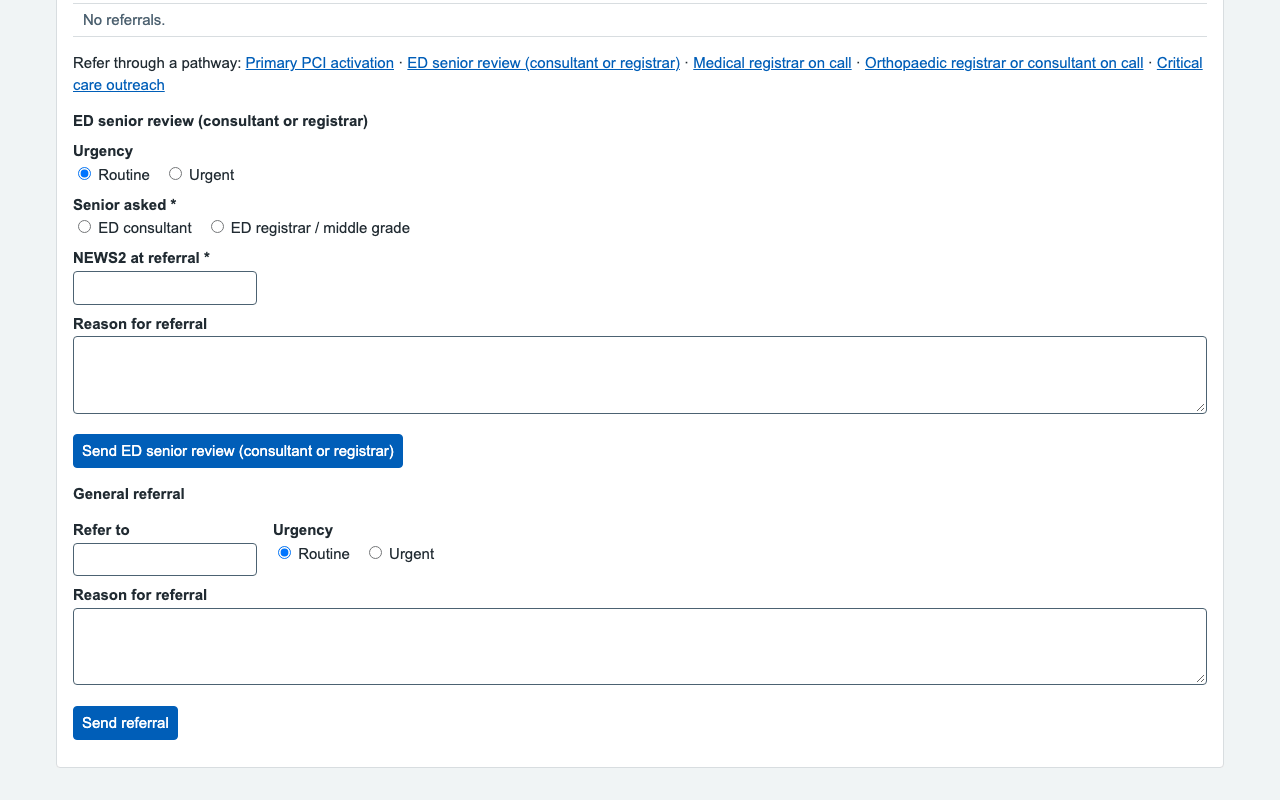 No referrals.
Refer through a pathway: Primary PCI activation · ED senior review (consultant or registrar) · Medical registrar on call · Orthopaedic registrar or consultant on call · Critical
care outreach
ED senior review (consultant or registrar)
Urgency
Routine Urgent
Senior asked *
ED consultant ED registrar / middle grade
NEWS2 at referral *
Reason for referral
Send ED senior review (consultant or registrar)
General referral
Refer to Urgency
Routine Urgent
Reason for referral
Send referral